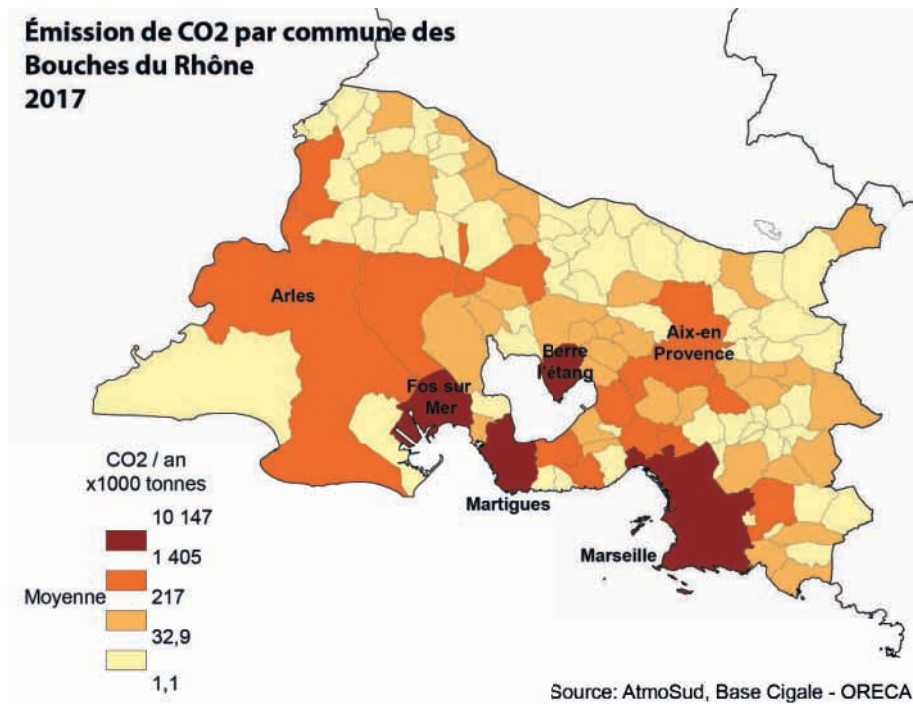 Émission de CO2 par commune des
Bouches du Rhône
2017
Arles
Aix-en
Provence
Berre
l'étang
Fos sur
Mer
Martigues
Marseille
CO2 / an
x1000 tonnes
10 147
1 405
217
Moyenne
32,9
1,1
Source: AtmoSud, Base Cigale - ORECA